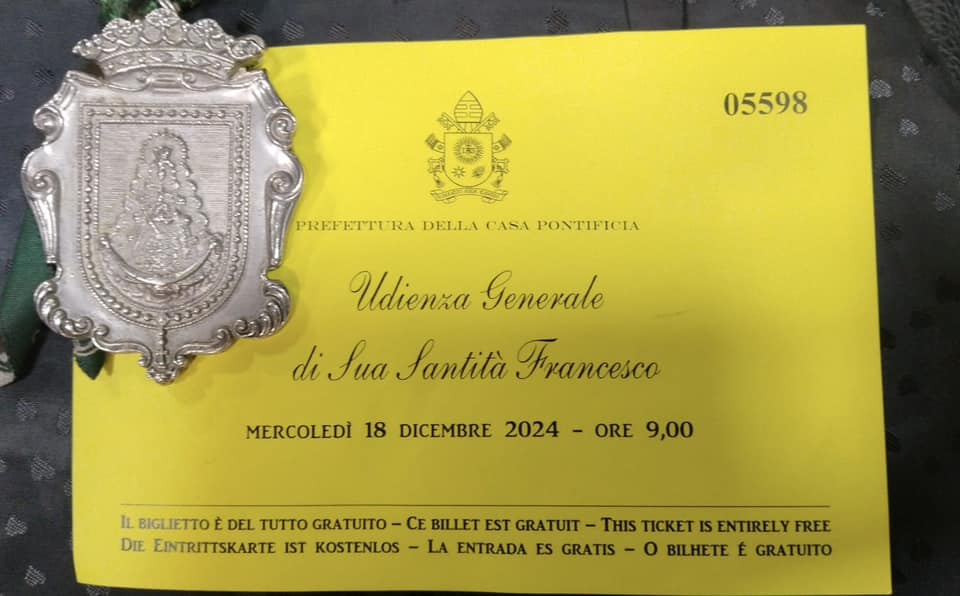 05598
PREFETTURA DELLA CASA PONTIFICIA
Udienza Generale
di Sua Santità Francesco
MERCOLEDÌ 18 DICEMBRE 2024 – ORE 9,00
IL BIGLIETTO È DEL TUTTO GRATUITO – CE BILLET EST GRATUIT – THIS TICKET IS ENTIRELY FREE
DIE EINTRITTSKARTE IST KOSTENLOS – LA ENTRADA ES GRATIS – O BILHETE É GRATUITO